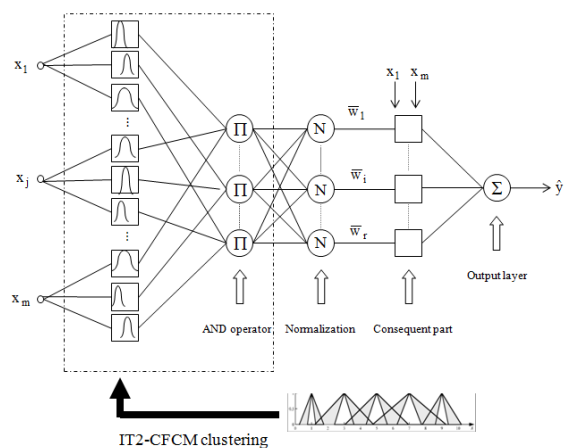 x1
xj
xm
Π
Π
Π
N
N
N
w̅1
w̅i
w̅r
x1 xm
Σ
ŷ
Output layer
AND operator
Normalization
Consequent part
IT2-CFCM clustering